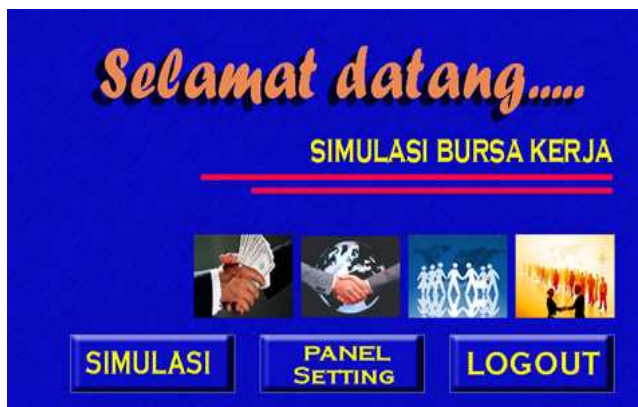 Selamat datang.....
SIMULASI BURSA KERJA
SIMULASI
PANEL
SETTING
LOGOUT